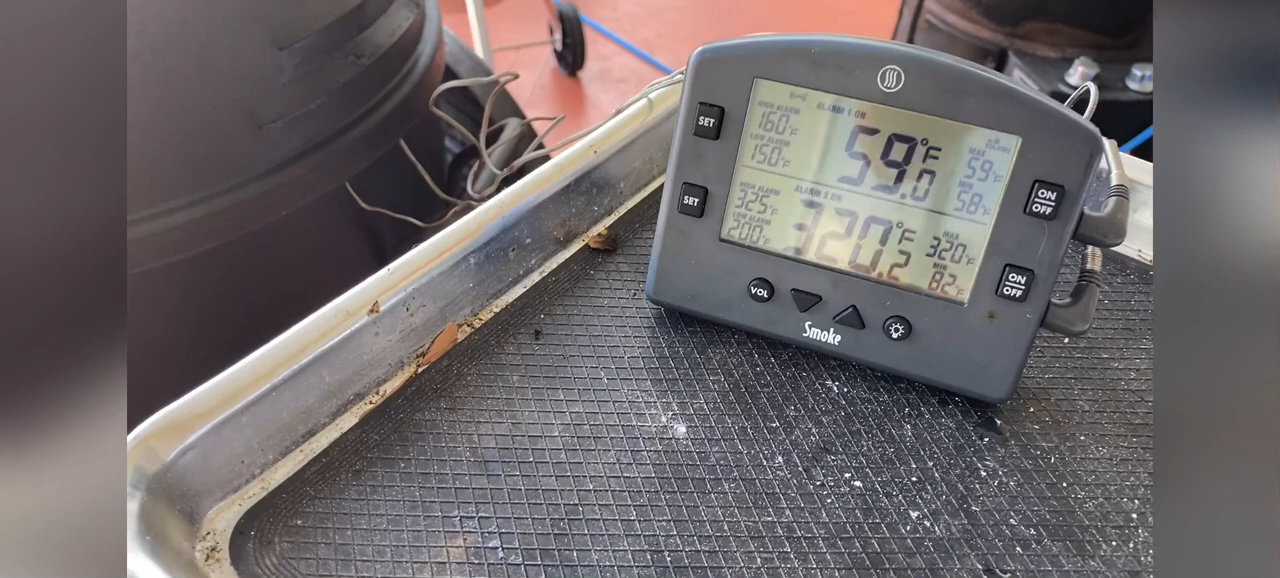 ALARM 1 ON
HIGH ALARM
160°F
LOW ALARM
150°F
59.0°F
VOLUME
MAX
59°F
MIN
58°F
ALARM 2 ON
HIGH ALARM
325°F
LOW ALARM
200°F
320.2°F
MAX
320°F
MIN
82°F
SET
SET
ON
OFF
ON
OFF
VOL
Smoke